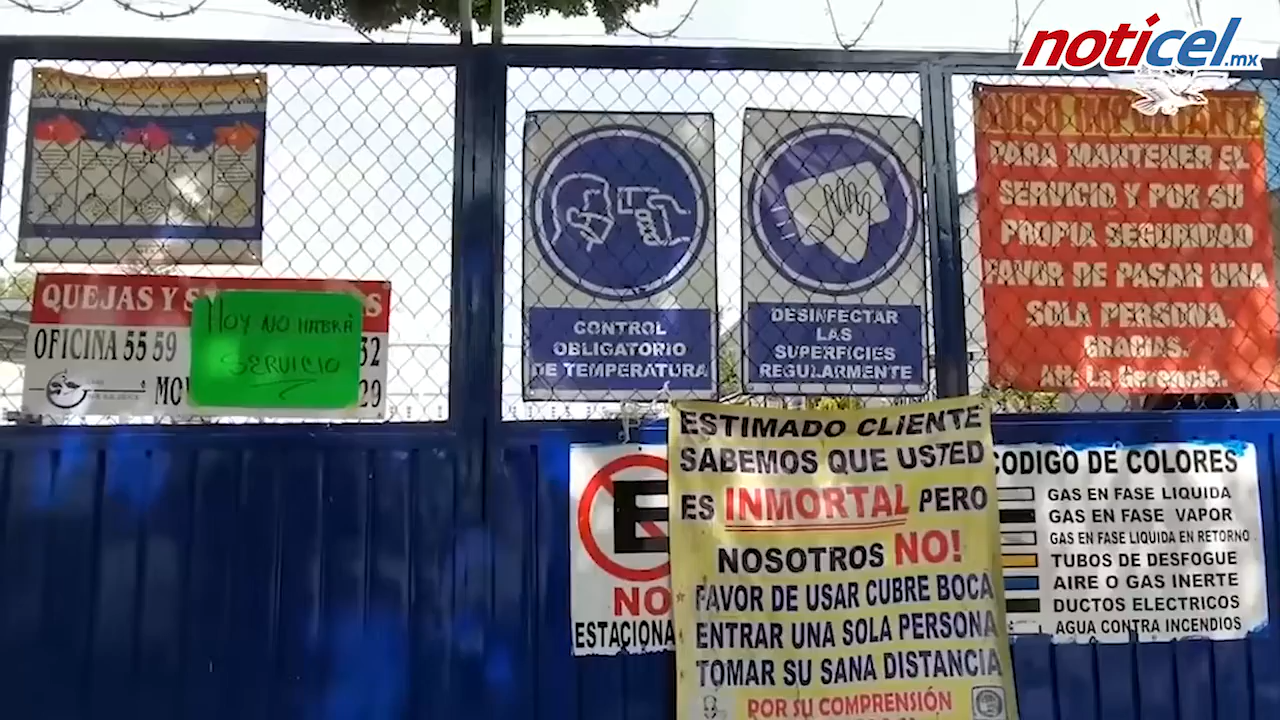 noticel.mx
QUEJAS Y
OFICINA 55 59
52
29
HOY NO HABRÁ
SERVICIO
CONTROL
OBLIGATORIO
DE TEMPERATURA
DESINFECTAR
LAS
SUPERFICIES
REGULARMENTE
AVISO IMPORTANTE
PARA MANTENER EL
SERVICIO Y POR SU
PROPIA SEGURIDAD
FAVOR DE PASAR UNA
SOLA PERSONA.
GRACIAS.
Att: La Gerencia.
E
NO
ESTACIONA
ESTIMADO CLIENTE
SABEMOS QUE USTED
ES INMORTAL PERO
NOSOTROS NO!
FAVOR DE USAR CUBRE BOCA
ENTRAR UNA SOLA PERSONA
TOMAR SU SANA DISTANCIA
POR SU COMPRENSIÓN
CODIGO DE COLORES
GAS EN FASE LIQUIDA
GAS EN FASE VAPOR
GAS EN FASE LIQUIDA EN RETORNO
TUBOS DE DESFOGUE
AIRE O GAS INERTE
DUCTOS ELECTRICOS
AGUA CONTRA INCENDIOS